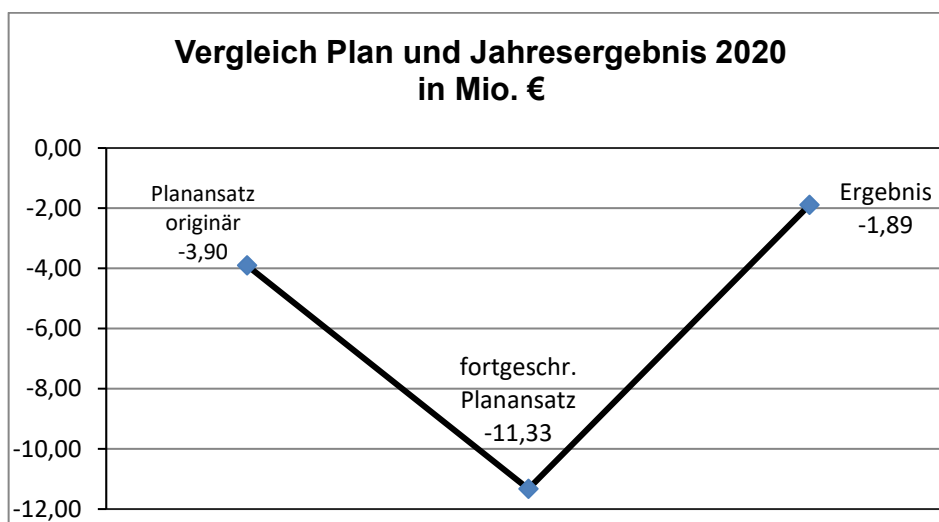 Vergleich Plan und Jahresergebnis 2020
in Mio. €
0,00
-2,00
-4,00
-6,00
-8,00
-10,00
-12,00
Planansatz
originär
-3,90
fortgeschr.
Planansatz
-11,33
Ergebnis
-1,89